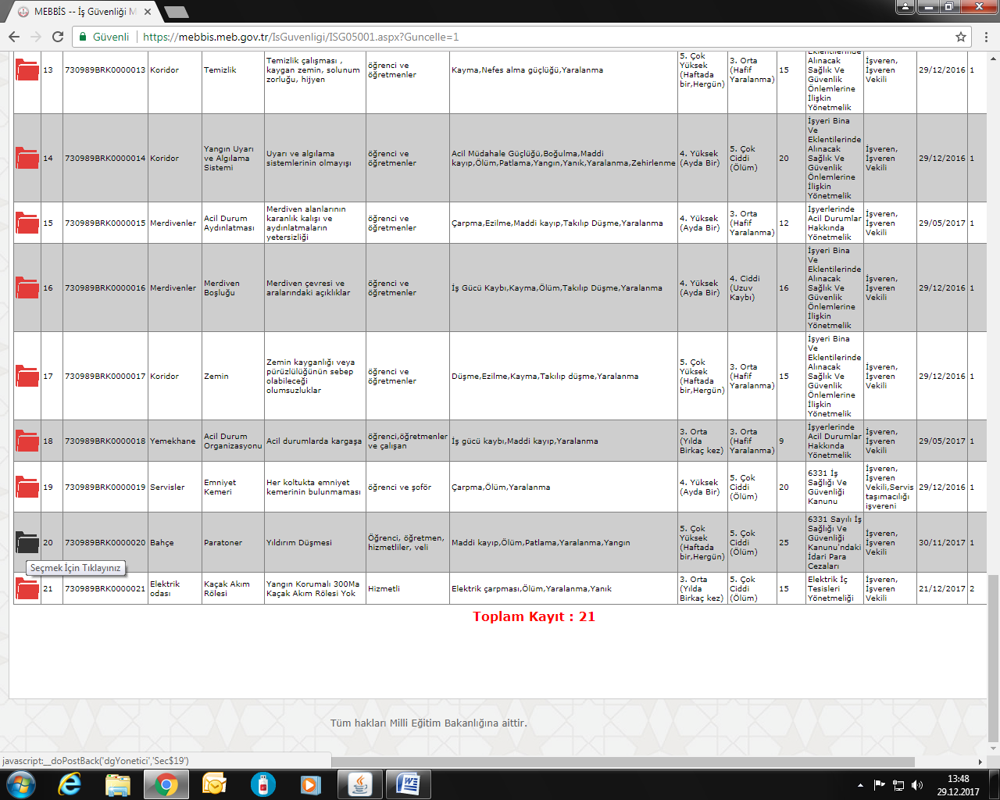 MEBBİS -- İş Güvenliği M
Güvenli
https://mebbis.meb.gov.tr/IsGuvenligi/ISG05001.aspx?Guncelle=1
13 730989BRK0000013 Koridor Temizlik
Temizlik çalışması ,
kaygan zemin, solunum
zorluğu, hijyen
öğrenci ve
öğretmenler
Kayma,Nefes alma güçlüğü,Yaralanma
5. Çok
Yüksek
(Haftada
bir,Hergün)
3. Orta
(Hafif
Yaralanma)
15
Eklentilerinde
Alınacak
Sağlık Ve
Güvenlik
Önlemlerine
İlişkin
Yönetmelik
İşveren,
İşveren
Vekili
29/12/2016 1
14 730989BRK0000014 Koridor
Yangın Uyarı
ve Algılama
Sistemi
Uyarı ve algılama
sistemlerinin olmayışı
öğrenci ve
öğretmenler
Acil Müdahale Güçlüğü,Boğulma,Maddi
kayıp,Ölüm,Patlama,Yangın,Yanık,Yaralanma,Zehirlenme
4. Yüksek
(Ayda Bir)
5. Çok
Ciddi
(Ölüm)
20
İşyeri Bina
Ve
Eklentilerinde
Alınacak
Sağlık Ve
Güvenlik
Önlemlerine
İlişkin
Yönetmelik
İşveren,
İşveren
Vekili
29/12/2016 1
15 730989BRK0000015 Merdivenler
Acil Durum
Aydınlatması
Merdiven alanlarının
karanlık kalışı ve
aydınlatmaların
yetersizliği
öğrenci ve
öğretmenler
Çarpma,Ezilme,Maddi kayıp,Takılıp Düşme,Yaralanma
4. Yüksek
(Ayda Bir)
3. Orta
(Hafif
Yaralanma)
12
İşyerlerinde
Acil Durumlar
Hakkında
Yönetmelik
İşveren,
İşveren
Vekili
29/05/2017 1
16 730989BRK0000016 Merdivenler
Merdiven
Boşluğu
Merdiven çevresi ve
aralarındaki açıklıklar
öğrenci ve
öğretmenler
İş Gücü Kaybı,Kayma,Ölüm,Takılıp Düşme,Yaralanma
4. Yüksek
(Ayda Bir)
4. Ciddi
(Uzuv
Kaybı)
16
İşyeri Bina
Ve
Eklentilerinde
Alınacak
Sağlık Ve
Güvenlik
Önlemlerine
İlişkin
Yönetmelik
İşveren,
İşveren
Vekili
29/12/2016 1
17 730989BRK0000017 Koridor Zemin
Zemin kayganlığı veya
pürüzlülüğünün sebep
olabileceği
olumsuzluklar
öğrenci ve
öğretmenler
Düşme,Ezilme,Kayma,Takılıp düşme,Yaralanma
5. Çok
Yüksek
(Haftada
bir,Hergün)
3. Orta
(Hafif
Yaralanma)
15
İşyeri Bina
Ve
Eklentilerinde
Alınacak
Sağlık Ve
Güvenlik
Önlemlerine
İlişkin
Yönetmelik
İşveren,
İşveren
Vekili
29/12/2016 1
18 730989BRK0000018 Yemekhane
Acil Durum
Organizasyonu
Acil durumlarda kargaşa
öğrenci,öğretmenler
ve çalışan
İş gücü kaybı,Maddi kayıp,Yaralanma
3. Orta
(Yılda
Birkaç kez)
3. Orta
(Hafif
Yaralanma)
9
İşyerlerinde
Acil Durumlar
Hakkında
Yönetmelik
İşveren,
İşveren
Vekili
29/05/2017 1
19 730989BRK0000019 Servisler
Emniyet
Kemeri
Her koltukta emniyet
kemerinin bulunmaması
öğrenci ve şoför
Çarpma,Ölüm,Yaralanma
4. Yüksek
(Ayda Bir)
5. Çok
Ciddi
(Ölüm)
20
6331 İş
Sağlığı Ve
Güvenliği
Kanunu
İşveren,
İşveren
Vekili,Servis
taşımacılığı
işvereni
29/12/2016 1
20 730989BRK0000020 Bahçe Paratoner Yıldırım Düşmesi
Öğrenci, öğretmen,
hizmetliler, veli
Maddi kayıp,Ölüm,Patlama,Yaralanma,Yangın
5. Çok
Yüksek
(Haftada
bir,Hergün)
5. Çok
Ciddi
(Ölüm)
25
6331 Sayılı İş
Sağlığı Ve
Güvenliği
Kanunu'ndaki
İdari Para
Cezaları
İşveren,
İşveren
Vekili
30/11/2017 1
Seçmek İçin Tıklayınız
21 730989BRK0000021
Elektrik
odası
Kaçak Akım
Rölesi
Yangın Korumalı 300Ma
Kaçak Akım Rölesi Yok
Hizmetli
Elektrik çarpması,Ölüm,Yaralanma,Yanık
3. Orta
(Yılda
Birkaç kez)
5. Çok
Ciddi
(Ölüm)
15
Elektrik İç
Tesisleri
Yönetmeliği
İşveren,
İşveren
Vekili
21/12/2017 2
Toplam Kayıt : 21
Tüm hakları Milli Eğitim Bakanlığına aittir.
javascript:__doPostBack('dgYonetici','Sec$19')
13:48
29.12.2017